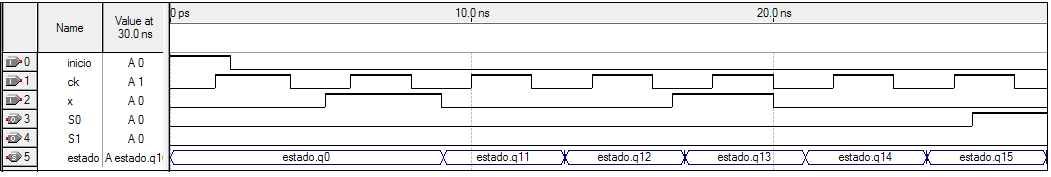 Name Value at 30.0 ns 0 ps 10.0 ns 20.0 ns
0 inicio A 0
1 ck A 1
2 x A 0
3 S0 A 0
4 S1 A 0
5 estado A estado.q1 estado.q0 estado.q11 estado.q12 estado.q13 estado.q14 estado.q15